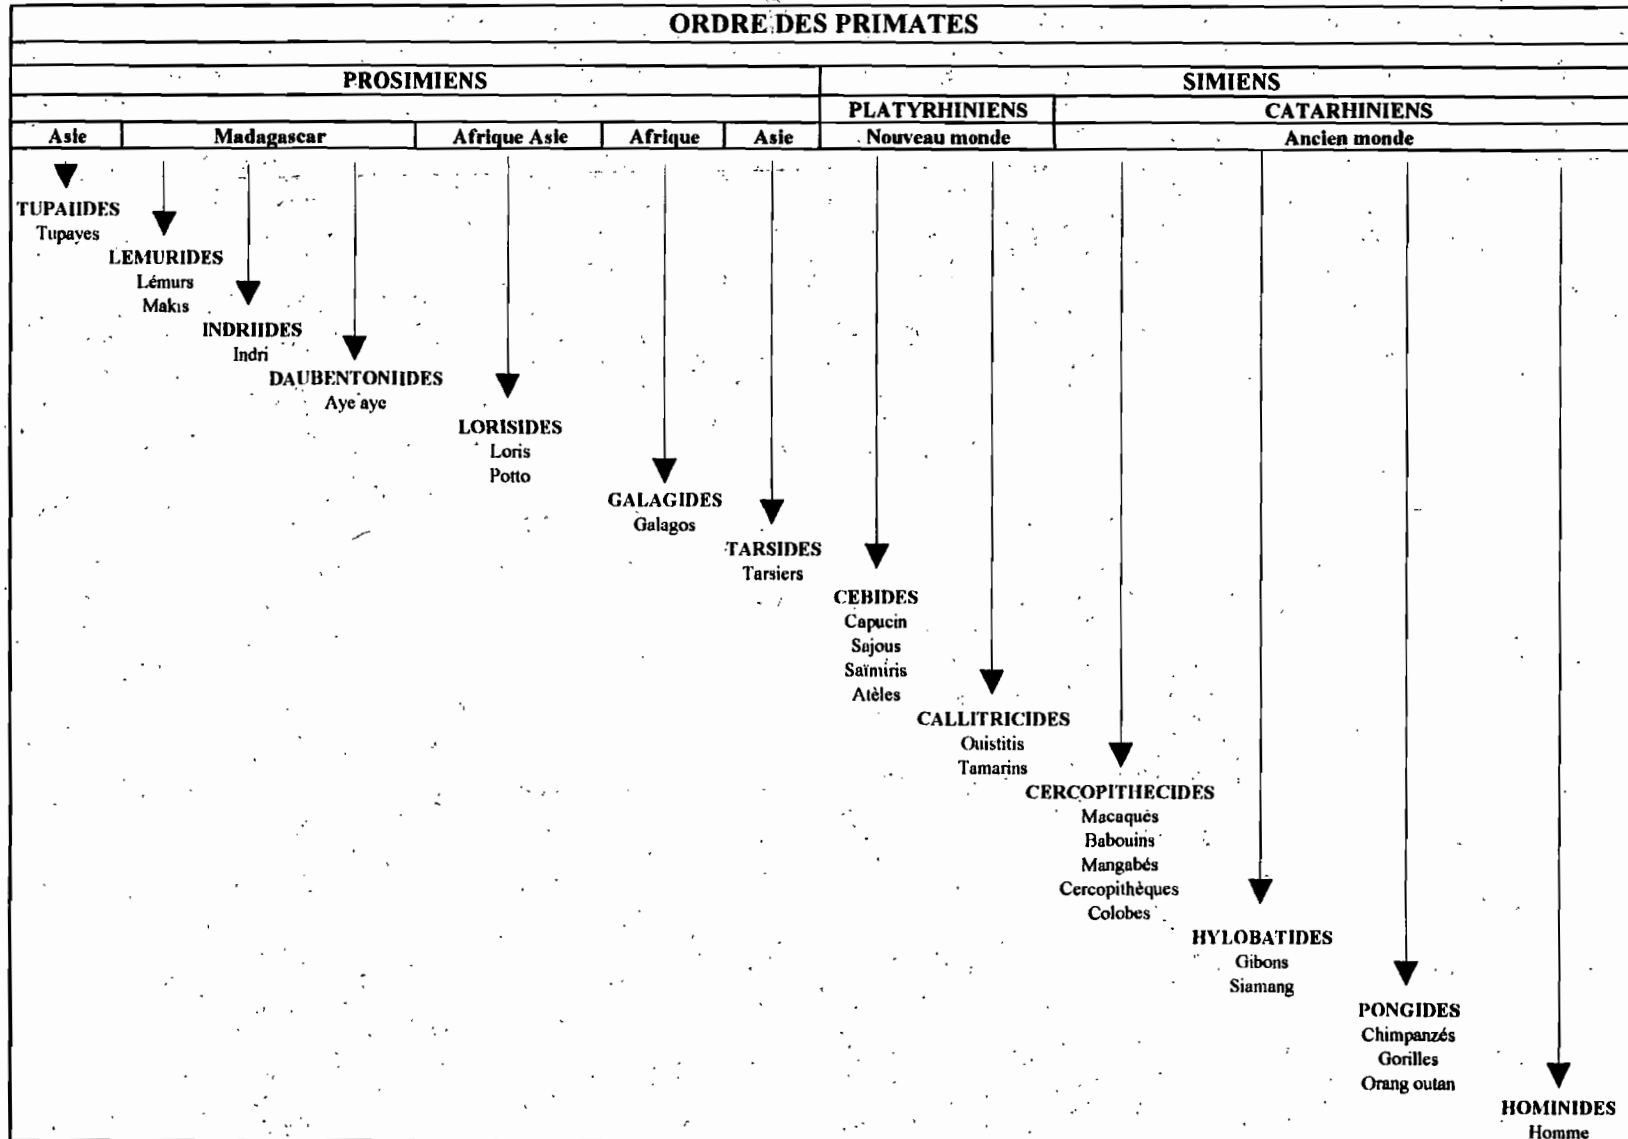 ORDRE DES PRIMATES
PROSIMIENS
SIMIENS
PLATYRHINIENS
CATARHINIENS
Asie
Madagascar
Afrique Asie
Afrique
Asie
Nouveau monde
Ancien monde
TUPAIIDES
Tupayes
LEMURIDES
Lémurs
Makis
INDRIIDES
Indri
DAUBENTONIIDES
Aye aye
LORISIDES
Loris
Potto
GALAGIDES
Galagos
TARSIDES
Tarsiers
CEBIDES
Capucin
Sajous
Saïmiris
Atèles
CALLITRICIDES
Ouistitis
Tamarins
CERCOPITHECIDES
Macaques
Babouins
Mangabés
Cercopithèques
Colobes
HYLOBATIDES
Gibons
Siamang
PONGIDES
Chimpanzés
Gorilles
Orang outan
HOMINIDES
Homme